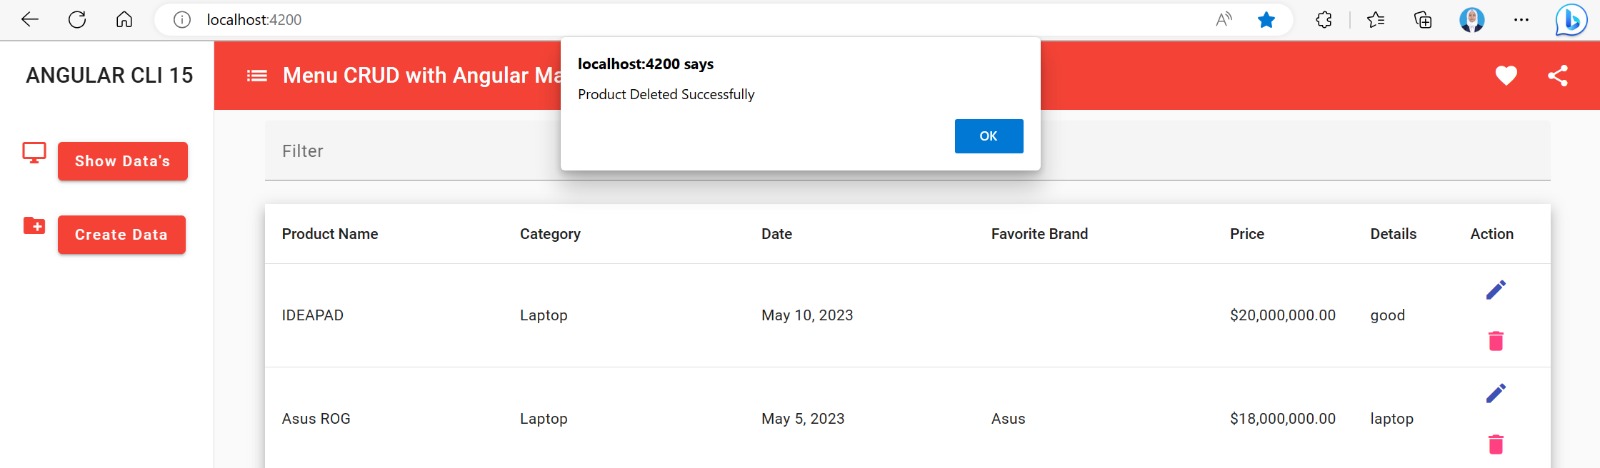 localhost:4200
localhost:4200 says
Product Deleted Successfully
OK
ANGULAR CLI 15
Menu CRUD with Angular Ma
Show Data's
Create Data
Filter
Product Name Category Date Favorite Brand Price Details Action
IDEAPAD Laptop May 10, 2023 $20,000,000.00 good
Asus ROG Laptop May 5, 2023 Asus $18,000,000.00 laptop